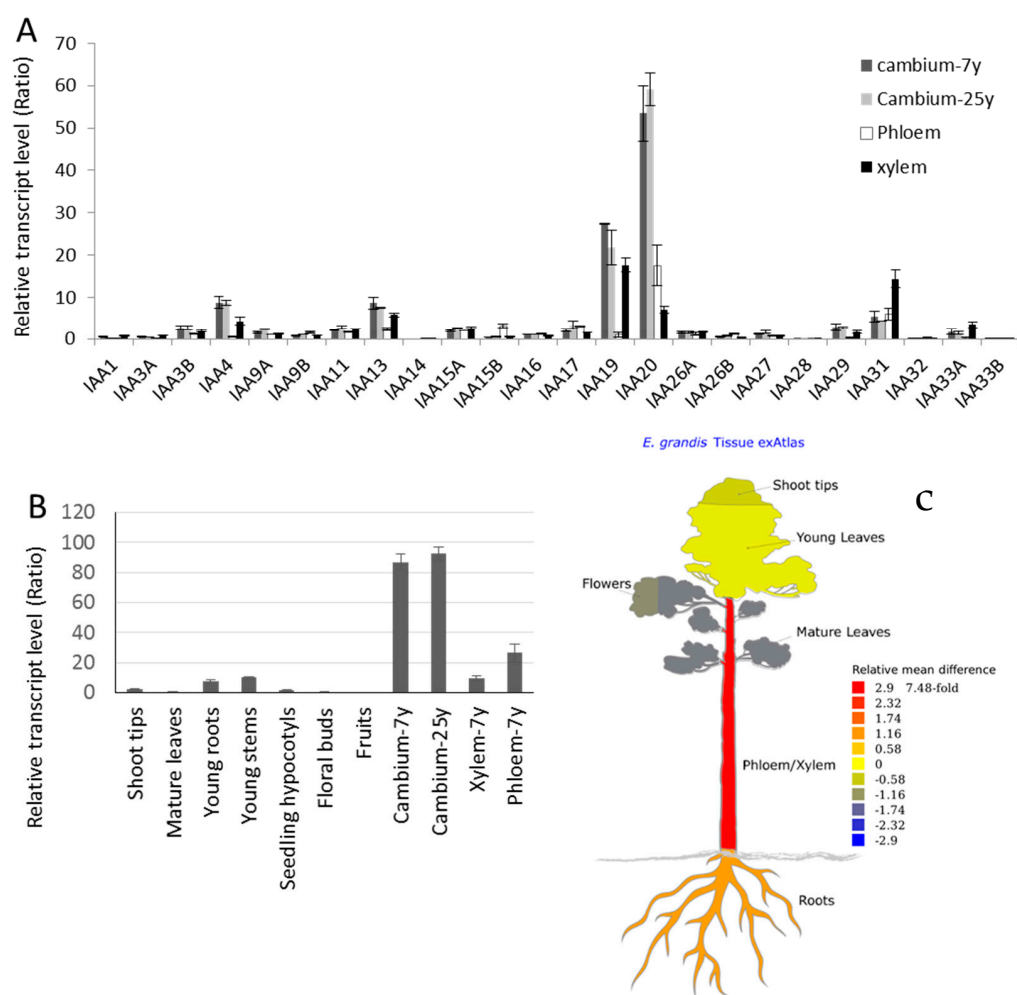 A
Relative transcript level (Ratio)
70
60
50
40
30
20
10
0
cambium-7y
Cambium-25y
Phloem
xylem
IAA1
IAA3A
IAA3B
IAA4
IAA9A
IAA9B
IAA11
IAA13
IAA14
IAA15A
IAA15B
IAA16
IAA17
IAA19
IAA20
IAA26A
IAA26B
IAA27
IAA28
IAA29
IAA31
IAA32
IAA33A
IAA33B
B
Relative transcript level (Ratio)
120
100
80
60
40
20
0
Shoot tips
Mature leaves
Young roots
Young stems
Seedling hypocotyls
Floral buds
Fruits
Cambium-7y
Cambium-25y
Xylem-7y
Phloem-7y
E. grandis Tissue exAtlas
C
Shoot tips
Young Leaves
Flowers
Mature Leaves
Phloem/Xylem
Roots
Relative mean difference
2.9 7.48-fold
2.32
1.74
1.16
0.58
0
-0.58
-1.16
-1.74
-2.32
-2.9